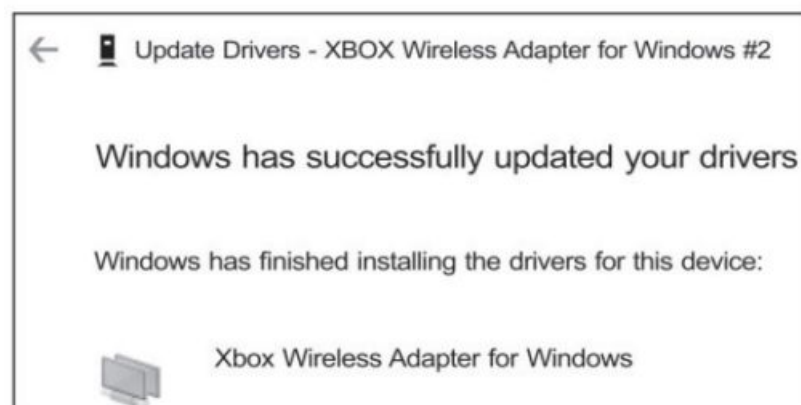 Update Drivers - XBOX Wireless Adapter for Windows #2
Windows has successfully updated your drivers
Windows has finished installing the drivers for this device:
Xbox Wireless Adapter for Windows